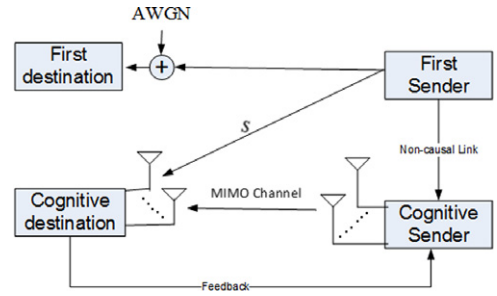 AWGN
First
destination
+
First
Sender
S
Non-causal Link
MIMO Channel
Cognitive
destination
Cognitive
Sender
Feedback